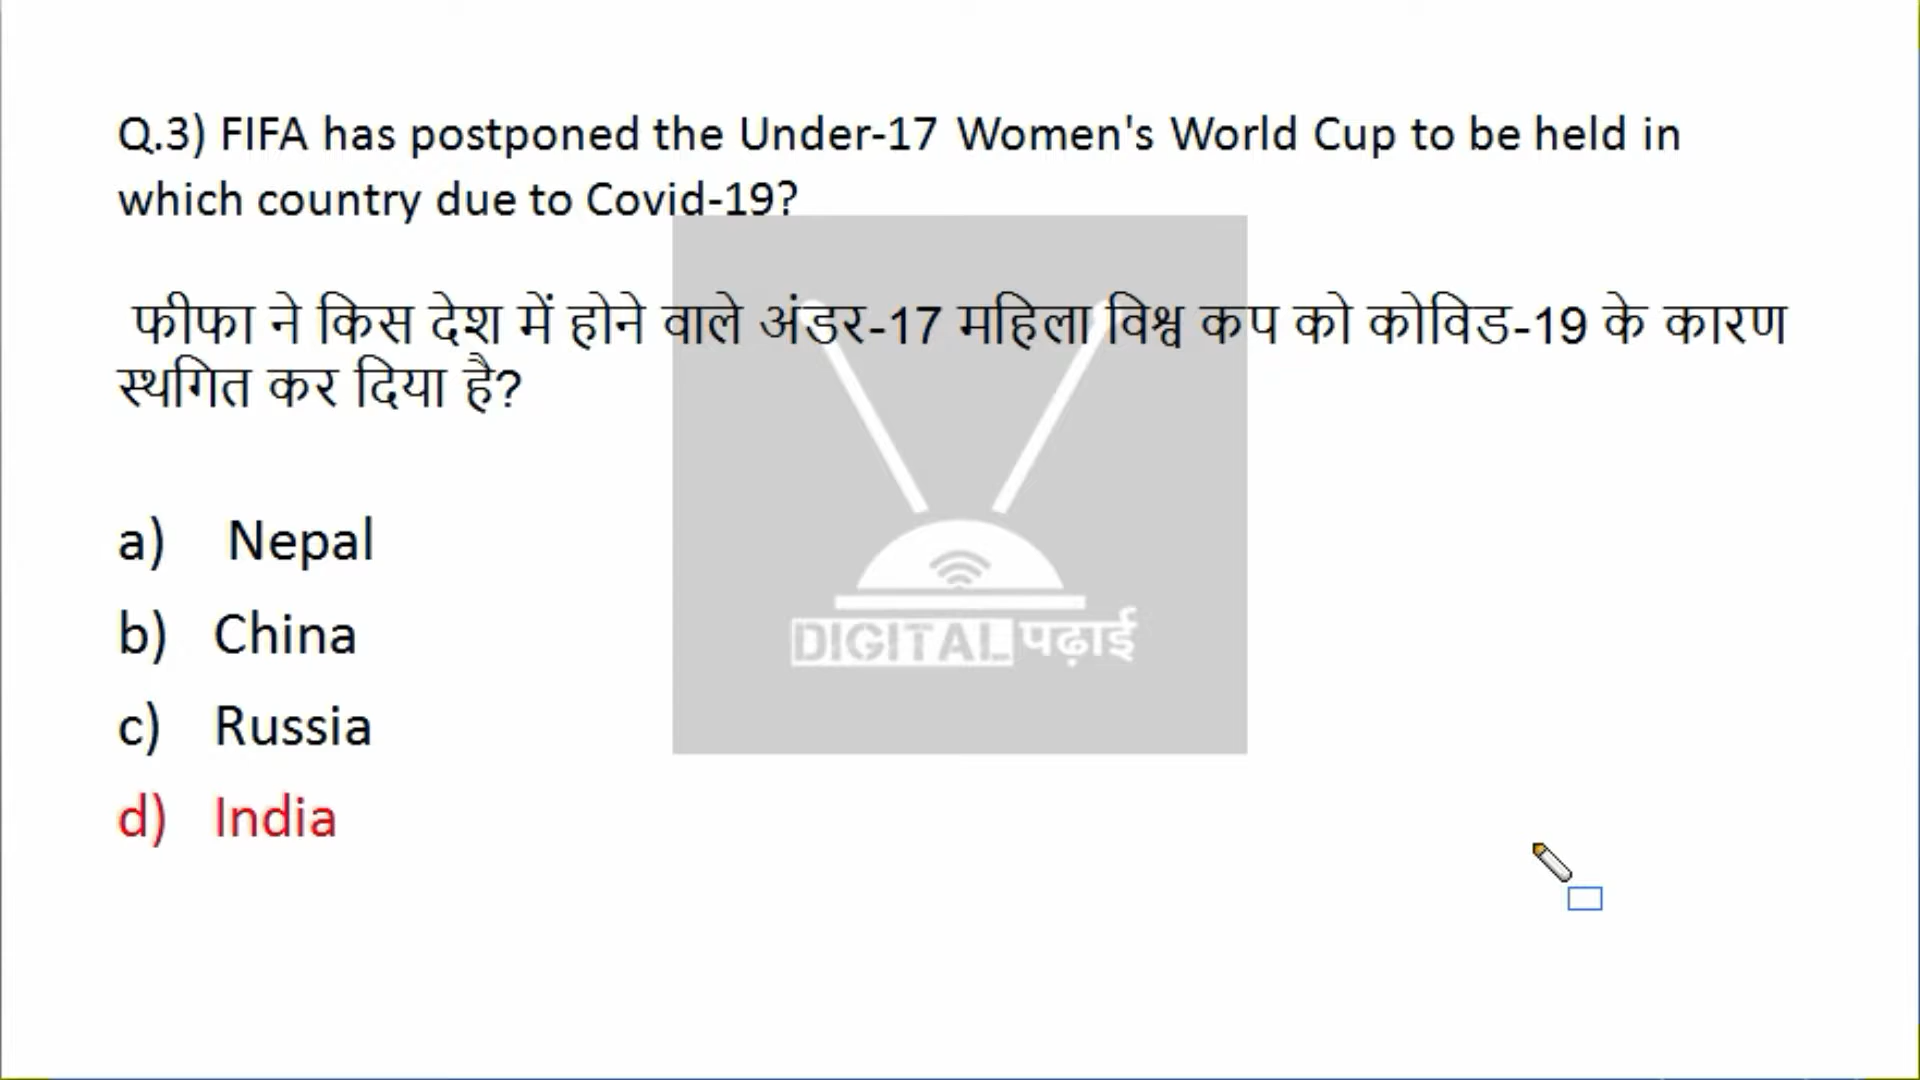 Q.3) FIFA has postponed the Under-17 Women's World Cup to be held in
which country due to Covid-19?
फीफा ने किस देश में होने वाले अंडर-17 महिला विश्व कप को कोविड-19 के कारण
स्थगित कर दिया है?
a) Nepal
DIGITAL पढ़ाई
b) China
c) Russia
d) India